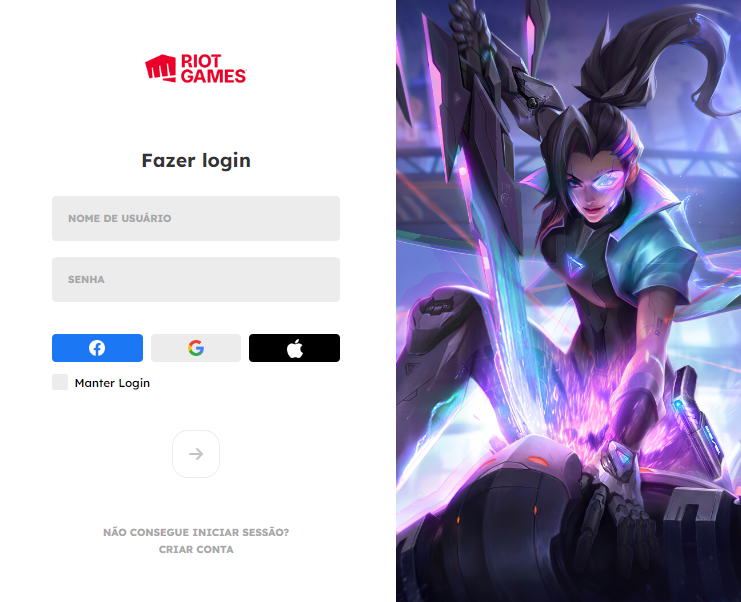 RIOT
GAMES
Fazer login
NOME DE USUÁRIO
SENHA
Manter Login
NÃO CONSEGUE INICIAR SESSÃO?
CRIAR CONTA